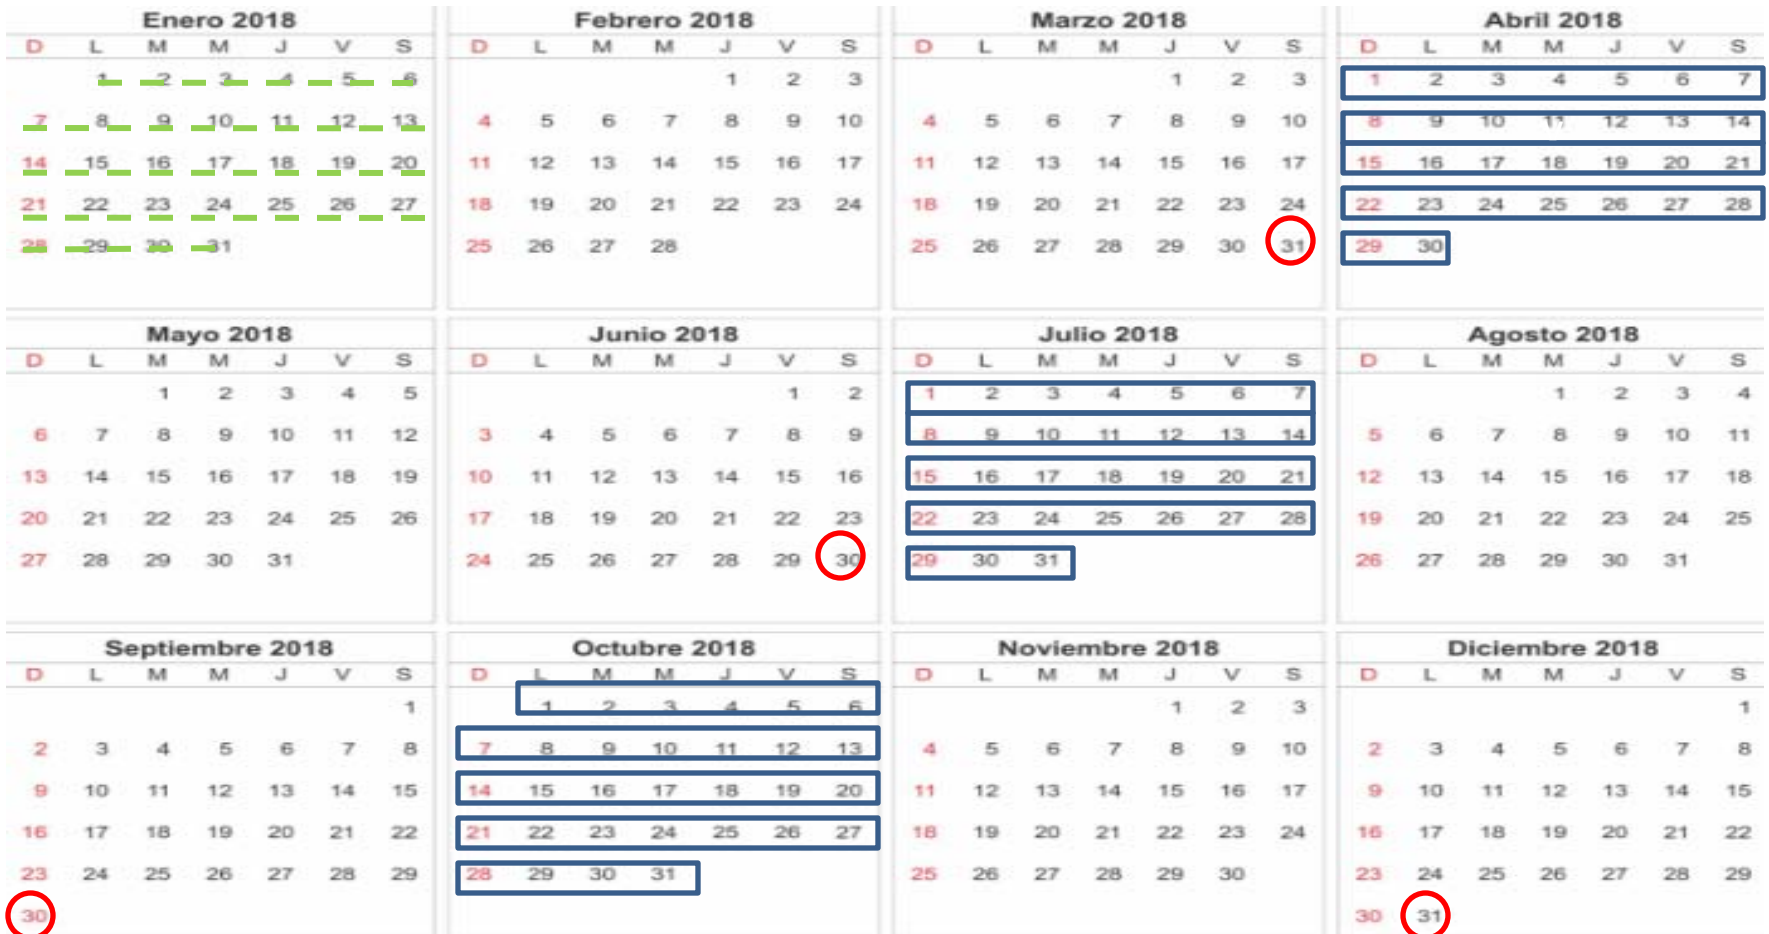 Enero 2018
D L M M J V S
1 2 3 4 5 6
7 8 9 10 11 12 13
14 15 16 17 18 19 20
21 22 23 24 25 26 27
28 29 30 31
Febrero 2018
D L M M J V S
1 2 3
4 5 6 7 8 9 10
11 12 13 14 15 16 17
18 19 20 21 22 23 24
25 26 27 28
Marzo 2018
D L M M J V S
1 2 3
4 5 6 7 8 9 10
11 12 13 14 15 16 17
18 19 20 21 22 23 24
25 26 27 28 29 30 31
Abril 2018
D L M M J V S
1 2 3 4 5 6 7
8 9 10 11 12 13 14
15 16 17 18 19 20 21
22 23 24 25 26 27 28
29 30
Mayo 2018
D L M M J V S
1 2 3 4 5
6 7 8 9 10 11 12
13 14 15 16 17 18 19
20 21 22 23 24 25 26
27 28 29 30 31
Junio 2018
D L M M J V S
1 2
3 4 5 6 7 8 9
10 11 12 13 14 15 16
17 18 19 20 21 22 23
24 25 26 27 28 29 30
Julio 2018
D L M M J V S
1 2 3 4 5 6 7
8 9 10 11 12 13 14
15 16 17 18 19 20 21
22 23 24 25 26 27 28
29 30 31
Agosto 2018
D L M M J V S
1 2 3 4
5 6 7 8 9 10 11
12 13 14 15 16 17 18
19 20 21 22 23 24 25
26 27 28 29 30 31
Septiembre 2018
D L M M J V S
1
2 3 4 5 6 7 8
9 10 11 12 13 14 15
16 17 18 19 20 21 22
23 24 25 26 27 28 29
30
Octubre 2018
D L M M J V S
1 2 3 4 5 6
7 8 9 10 11 12 13
14 15 16 17 18 19 20
21 22 23 24 25 26 27
28 29 30 31
Noviembre 2018
D L M M J V S
1 2 3
4 5 6 7 8 9 10
11 12 13 14 15 16 17
18 19 20 21 22 23 24
25 26 27 28 29 30
Diciembre 2018
D L M M J V S
1
2 3 4 5 6 7 8
9 10 11 12 13 14 15
16 17 18 19 20 21 22
23 24 25 26 27 28 29
30 31